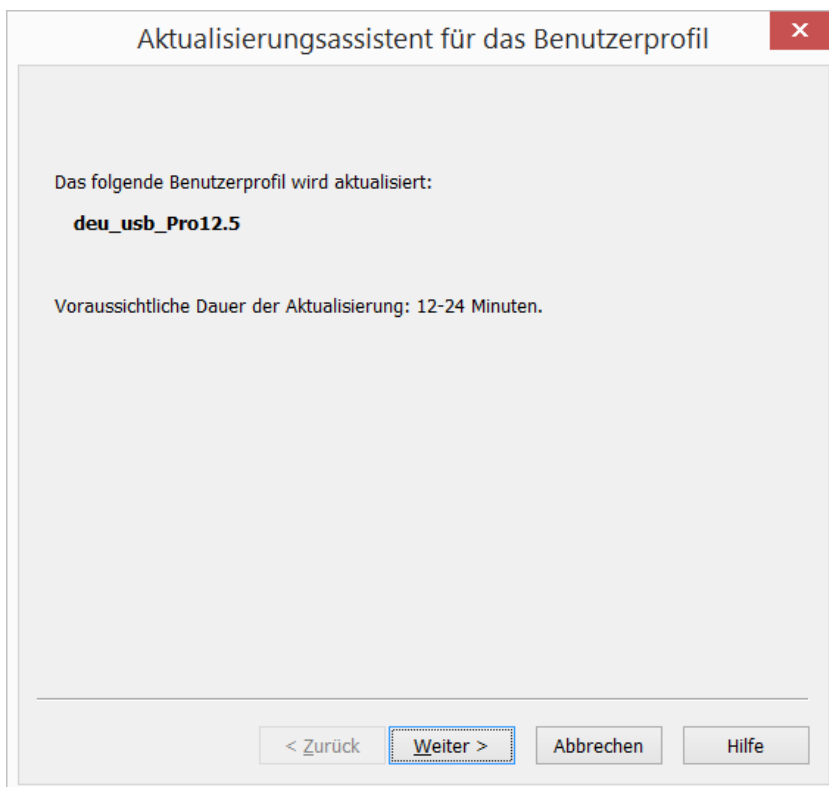 Aktualisierungsassistent für das Benutzerprofil
Das folgende Benutzerprofil wird aktualisiert:
deu_usb_Pro12.5
Voraussichtliche Dauer der Aktualisierung: 12-24 Minuten.
< Zurück Weiter > Abbrechen Hilfe